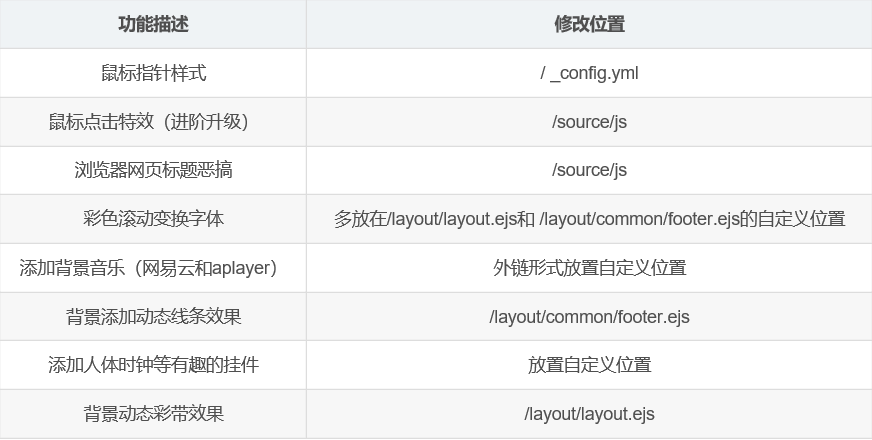 功能描述 修改位置
鼠标指针样式 / _config.yml
鼠标点击特效（进阶升级） /source/js
浏览器网页标题恶搞 /source/js
彩色滚动变换字体 多放在/layout/layout.ejs和 /layout/common/footer.ejs的自定义位置
添加背景音乐（网易云和aplayer） 外链形式放置自定义位置
背景添加动态线条效果 /layout/common/footer.ejs
添加人体时钟等有趣的挂件 放置自定义位置
背景动态彩带效果 /layout/layout.ejs